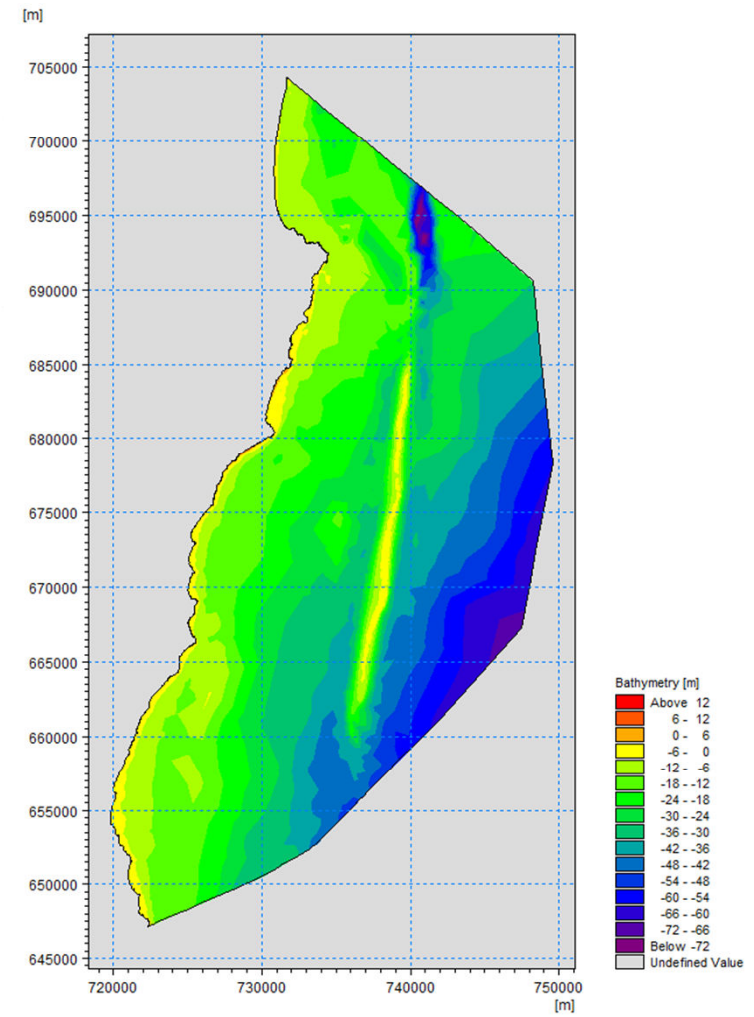 [m]
705000
700000
695000
690000
685000
680000
675000
670000
665000
660000
655000
650000
645000
720000 730000 740000 750000
[m]
Bathymetry [m]
Above 12
6 - 12
0 - 6
-6 - 0
-12 - -6
-18 - -12
-24 - -18
-30 - -24
-36 - -30
-42 - -36
-48 - -42
-54 - -48
-60 - -54
-66 - -60
-72 - -66
Below -72
Undefined Value